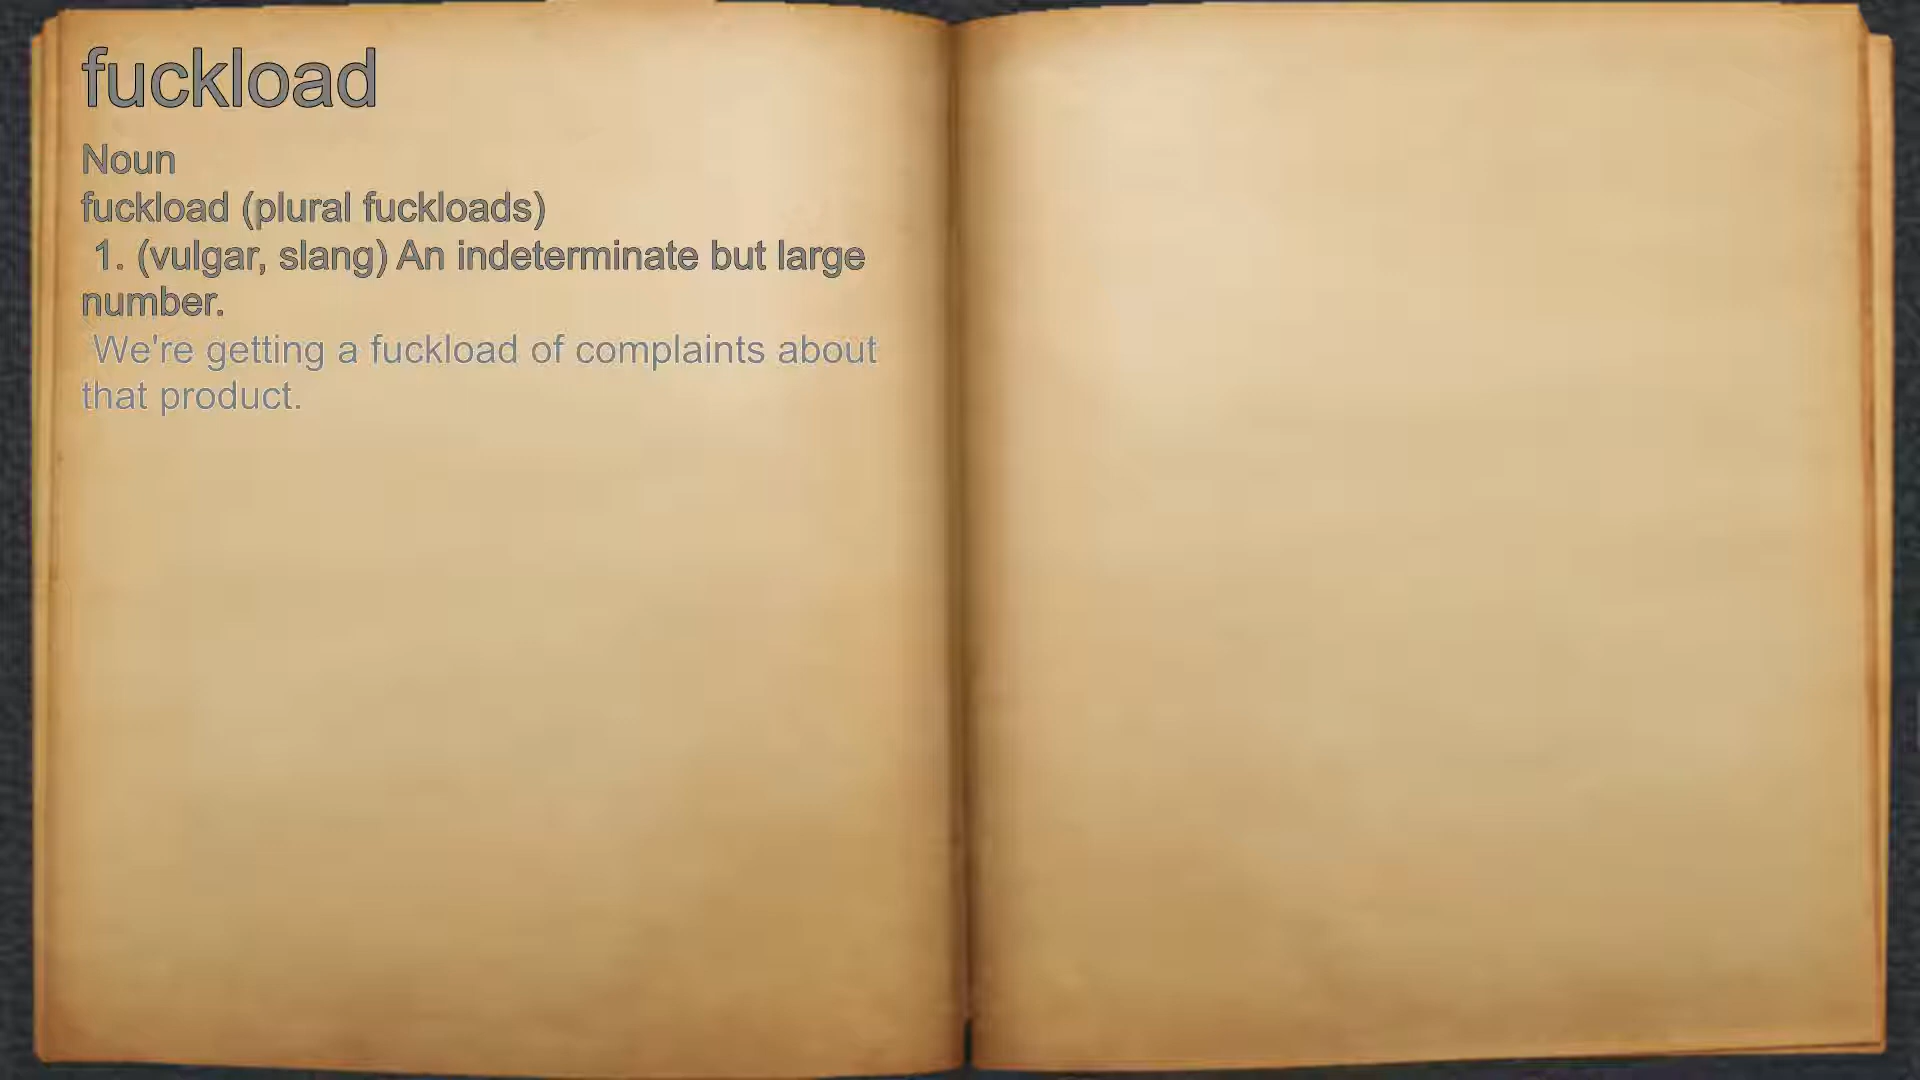 fuckload
Noun
fuckload (plural fuckloads)
1. (vulgar, slang) An indeterminate but large
number.
We're getting a fuckload of complaints about
that product.